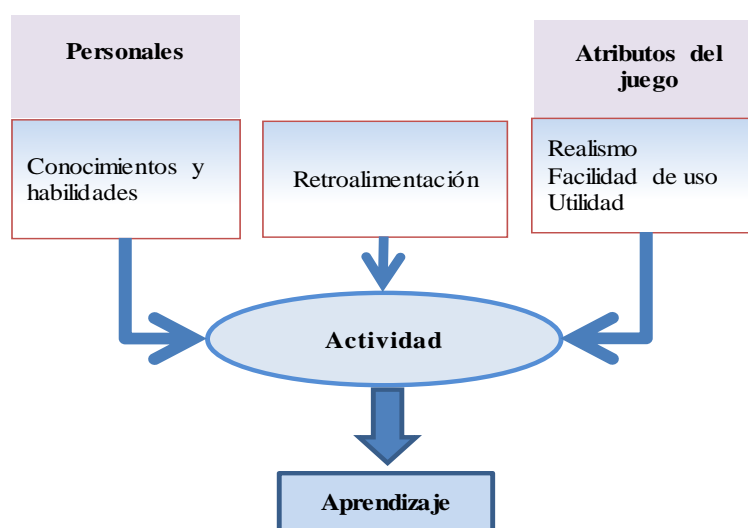 Personales
Conocimientos y
habilidades
Retroalimentación
Atributos del
juego
Realismo
Facilidad de uso
Utilidad
Actividad
Aprendizaje